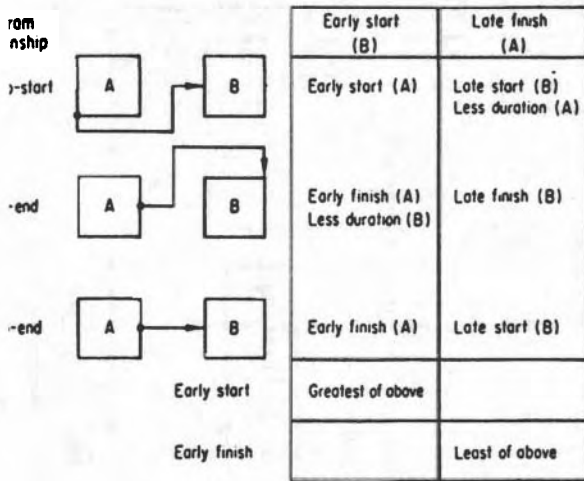 rom
nship
Early start
(B)
Late finish
(A)
-start
A
B
Early start (A)
Late start (B)
Less duration (A)
-end
A
B
Early finish (A)
Less duration (B)
Late finish (B)
-end
A
B
Early finish (A)
Late start (B)
Early start
Greatest of above
Early finish
Least of above